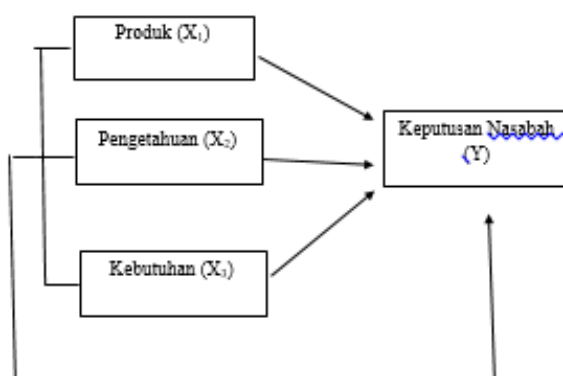 Produk (X₁)
Pengetahuan (X₂)
Keputusan Nasabah
(Y)
Kebutuhan (X₃)